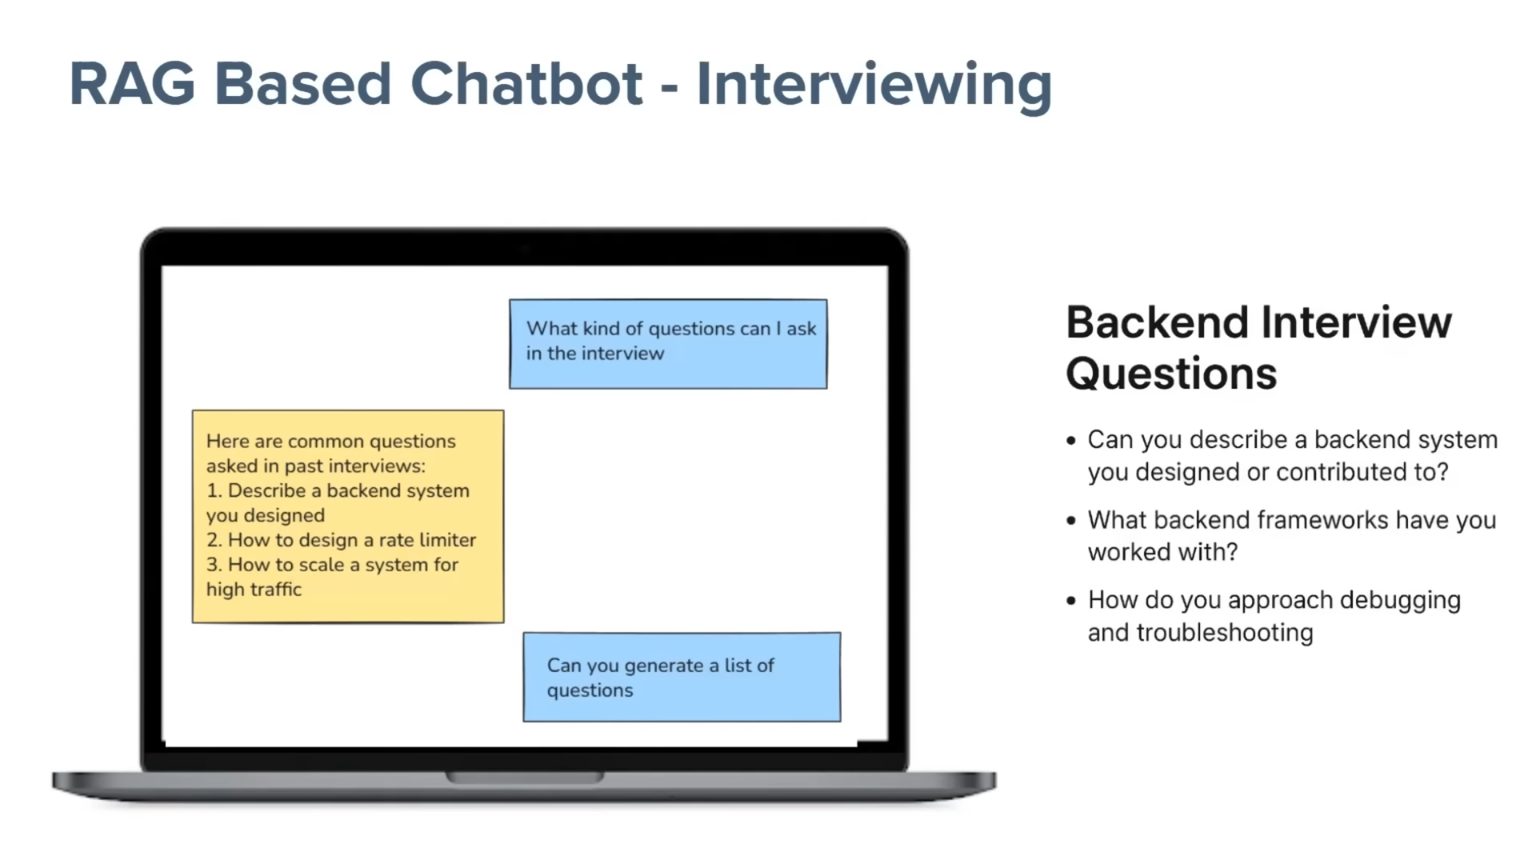 RAG Based Chatbot - Interviewing
What kind of questions can I ask
in the interview
Here are common questions
asked in past interviews:
1. Describe a backend system
you designed
2. How to design a rate limiter
3. How to scale a system for
high traffic
Can you generate a list of
questions
Backend Interview
Questions
• Can you describe a backend system
you designed or contributed to?
• What backend frameworks have you
worked with?
• How do you approach debugging
and troubleshooting